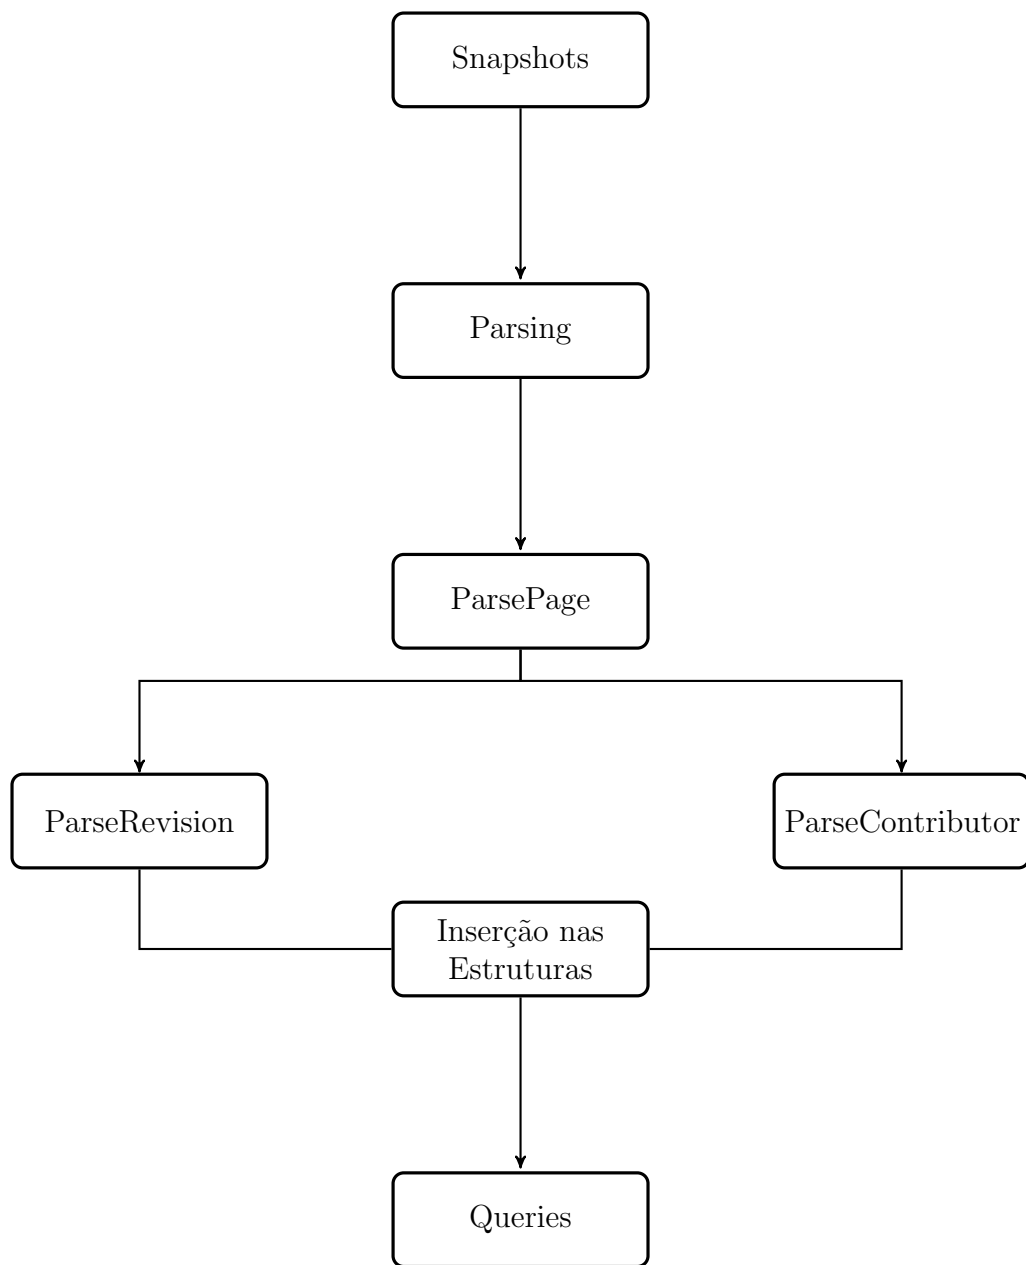 Snapshots
Parsing
ParsePage
ParseRevision
ParseContributor
Inserção nas
Estruturas
Queries